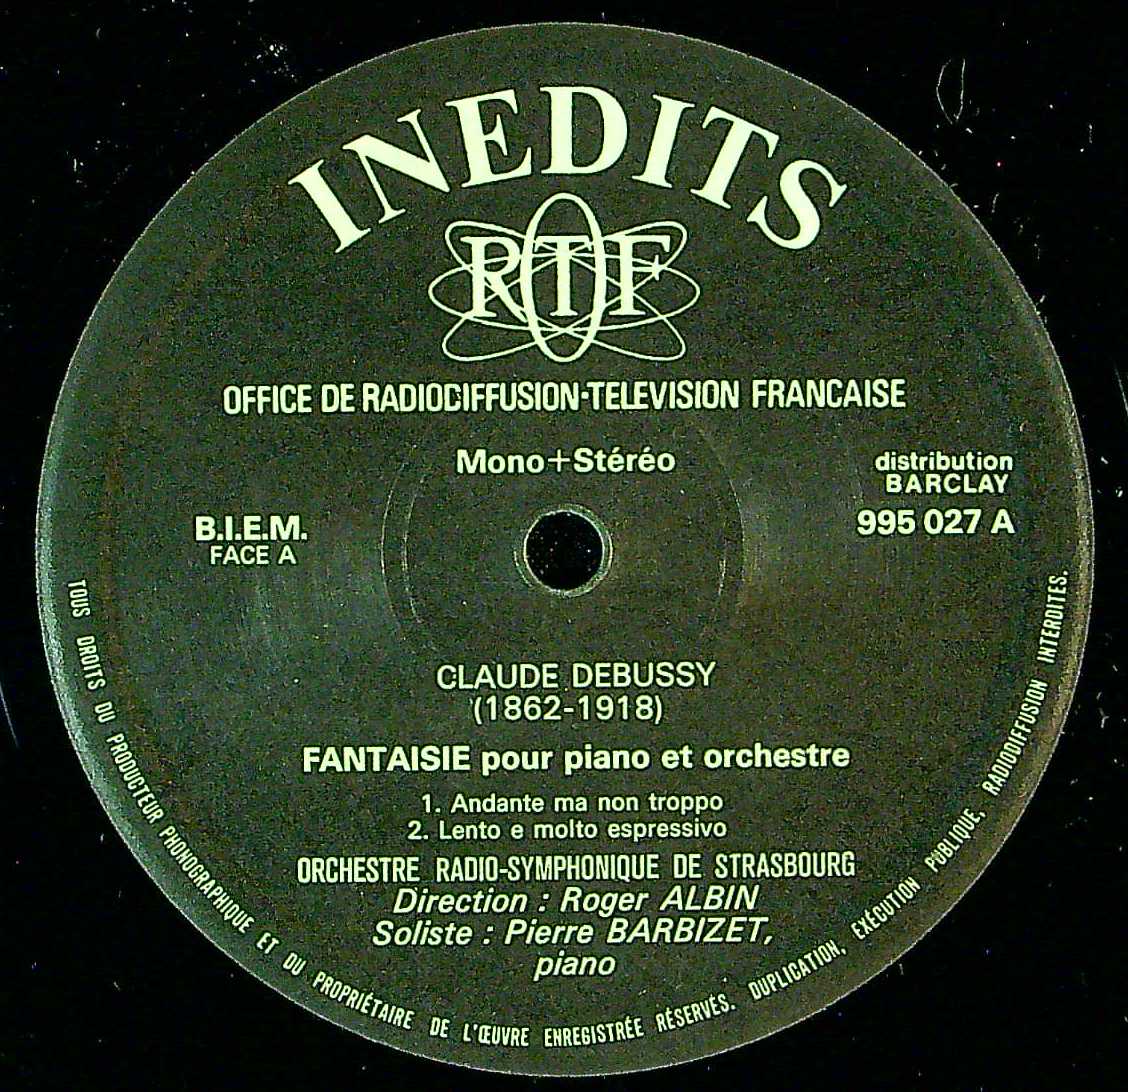 INEDITS
RTF
OFFICE DE RADIODIFFUSION-TELEVISION FRANCAISE
Mono+Stéréo
distribution
BARCLAY
995 027 A
B.I.E.M.
FACE A
CLAUDE DEBUSSY
(1862-1918)
FANTAISIE pour piano et orchestre
1. Andante ma non troppo
2. Lento e molto espressivo
ORCHESTRE RADIO-SYMPHONIQUE DE STRASBOURG
Direction : Roger ALBIN
Soliste : Pierre BARBIZET,
piano
TOUS DROITS DU PRODUCTEUR PHONOGRAPHIQUE ET DU PROPRIÉTAIRE DE L'ŒUVRE ENREGISTRÉE RÉSERVÉS. DUPLICATION, EXÉCUTION PUBLIQUE, RADIODIFFUSION INTERDITES.